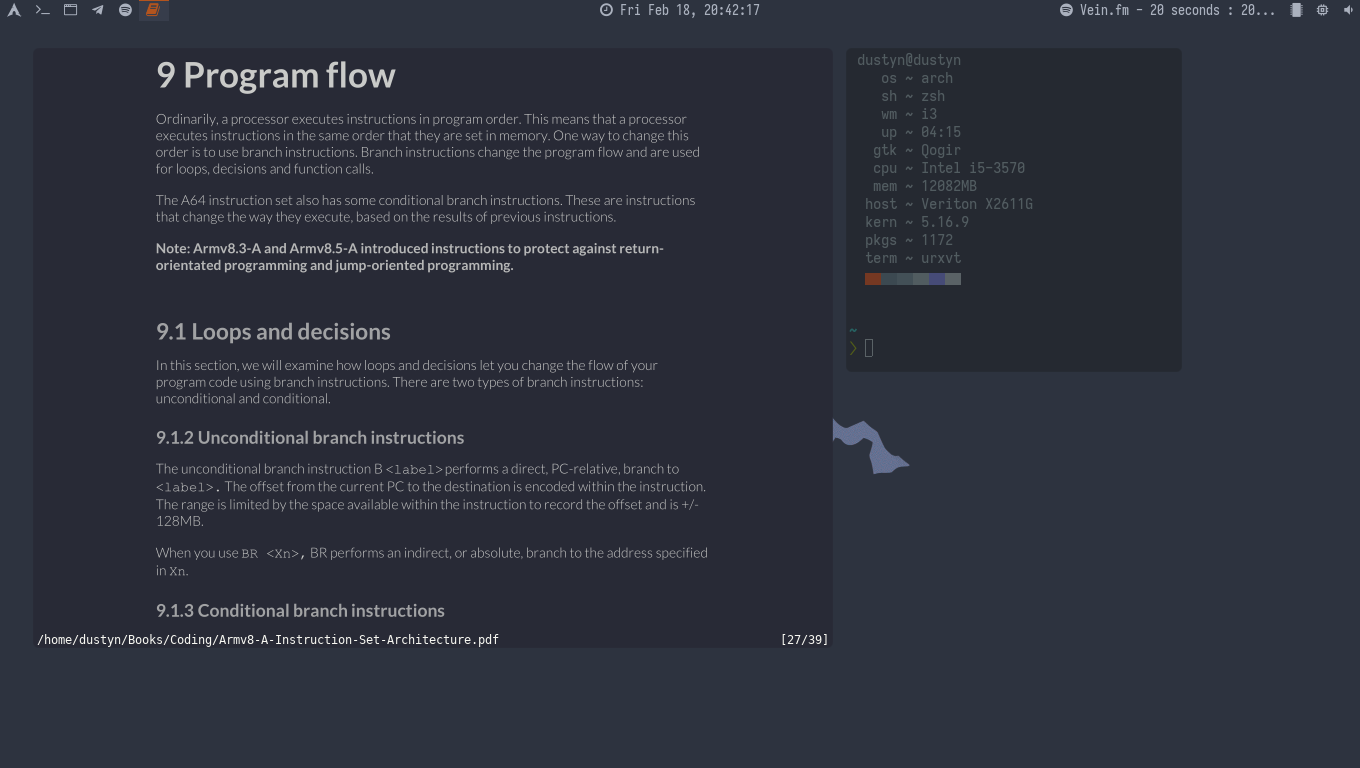 Fri Feb 18, 20:42:17
Vein.fm - 20 seconds : 20...
9 Program flow
Ordinarily, a processor executes instructions in program order. This means that a processor
executes instructions in the same order that they are set in memory. One way to change this
order is to use branch instructions. Branch instructions change the program flow and are used
for loops, decisions and function calls.
The A64 instruction set also has some conditional branch instructions. These are instructions
that change the way they execute, based on the results of previous instructions.
Note: Armv8.3-A and Armv8.5-A introduced instructions to protect against return-
orientated programming and jump-oriented programming.
9.1 Loops and decisions
In this section, we will examine how loops and decisions let you change the flow of your
program code using branch instructions. There are two types of branch instructions:
unconditional and conditional.
9.1.2 Unconditional branch instructions
The unconditional branch instruction B <label> performs a direct, PC-relative, branch to
<label>. The offset from the current PC to the destination is encoded within the instruction.
The range is limited by the space available within the instruction to record the offset and is +/-
128MB.
When you use BR <Xn>, BR performs an indirect, or absolute, branch to the address specified
in Xn.
9.1.3 Conditional branch instructions
/home/dustyn/Books/Coding/Armv8-A-Instruction-Set-Architecture.pdf [27/39]
dustyn@dustyn
os ~ arch
sh ~ zsh
wm ~ i3
up ~ 04:15
gtk ~ Qogir
cpu ~ Intel i5-3570
mem ~ 12082MB
host ~ Veriton X2611G
kern ~ 5.16.9
pkgs ~ 1172
term ~ urxvt
~
>